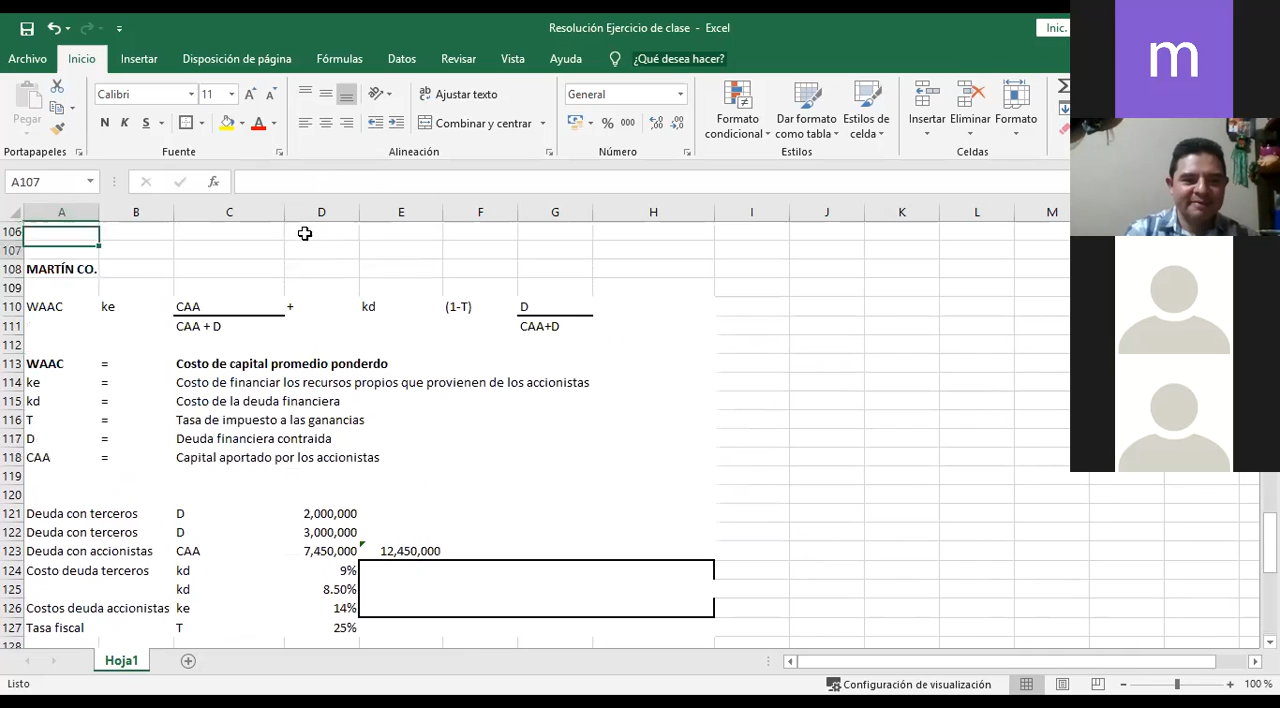 Resolución Ejercicio de clase - Excel
Inic.
m
Archivo Inicio Insertar Disposición de página Fórmulas Datos Revisar Vista Ayuda ¿Qué desea hacer?
Pegar
Calibri 11
N K S
Ajustar texto
Combinar y centrar
General
% 000
Formato condicional
Dar formato como tabla
Estilos de celda
Insertar Eliminar Formato
Portapapeles Fuente Alineación Número Estilos Celdas
A107
fx
A B C D E F G H I J K L M
106
107
108 MARTÍN CO.
109
110 WAAC ke CAA + kd (1-T) D
111 CAA + D CAA+D
112
113 WAAC = Costo de capital promedio ponderdo
114 ke = Costo de financiar los recursos propios que provienen de los accionistas
115 kd = Costo de la deuda financiera
116 T = Tasa de impuesto a las ganancias
117 D = Deuda financiera contraida
118 CAA = Capital aportado por los accionistas
119
120
121 Deuda con terceros D 2,000,000
122 Deuda con terceros D 3,000,000
123 Deuda con accionistas CAA 7,450,000 12,450,000
124 Costo deuda terceros kd 9%
125 kd 8.50%
126 Costos deuda accionistas ke 14%
127 Tasa fiscal T 25%
128
Hoja1
Listo
Configuración de visualización
100 %